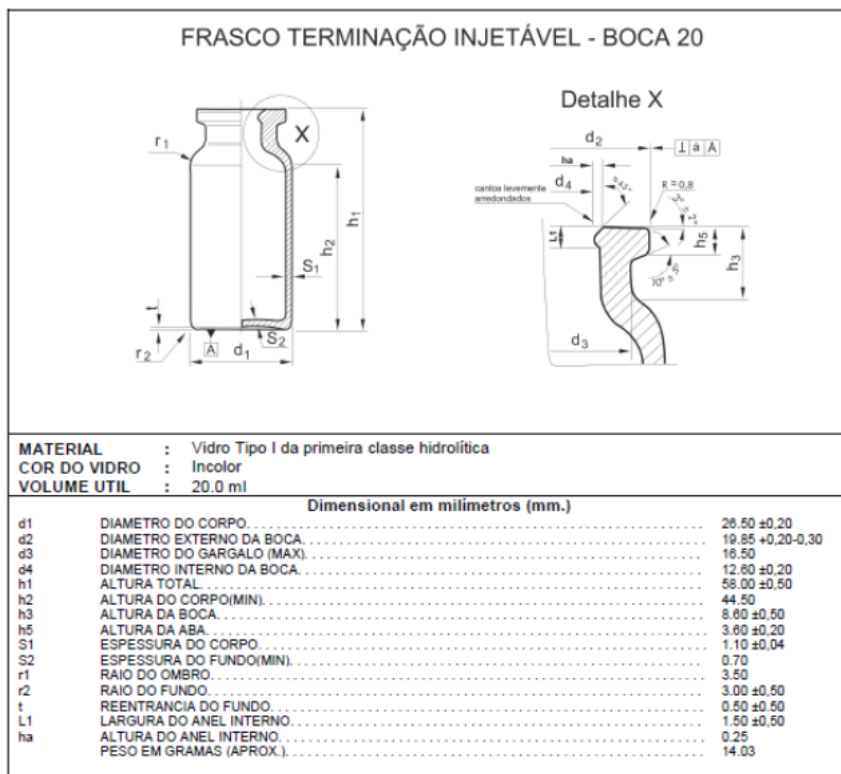 FRASCO TERMINAÇÃO INJETÁVEL - BOCA 20
Detalhe X
X
r1
h1
h2
S1
t
S2
r2
A
d1
d2
⊥ a A
ha
d4
≈45°
R = 0,8
cantos levemente
arredondados
3° ± 2°
L1
h5
h3
10° ± 5°
d3
MATERIAL : Vidro Tipo I da primeira classe hidrolítica
COR DO VIDRO : Incolor
VOLUME UTIL : 20.0 ml
Dimensional em milímetros (mm.)
d1 DIAMETRO DO CORPO 26.50 ±0,20
d2 DIAMETRO EXTERNO DA BOCA 19.85 +0,20-0,30
d3 DIAMETRO DO GARGALO (MAX) 16.50
d4 DIAMETRO INTERNO DA BOCA 12.60 ±0,20
h1 ALTURA TOTAL 58.00 ±0,50
h2 ALTURA DO CORPO(MIN) 44.50
h3 ALTURA DA BOCA 8.60 ±0,50
h5 ALTURA DA ABA 3.60 ±0,20
S1 ESPESSURA DO CORPO 1.10 ±0,04
S2 ESPESSURA DO FUNDO(MIN) 0.70
r1 RAIO DO OMBRO 3.50
r2 RAIO DO FUNDO 3.00 ±0,50
t REENTRANCIA DO FUNDO 0.50 ±0.50
L1 LARGURA DO ANEL INTERNO 1.50 ±0,50
ha ALTURA DO ANEL INTERNO 0.25
PESO EM GRAMAS (APROX.) 14.03